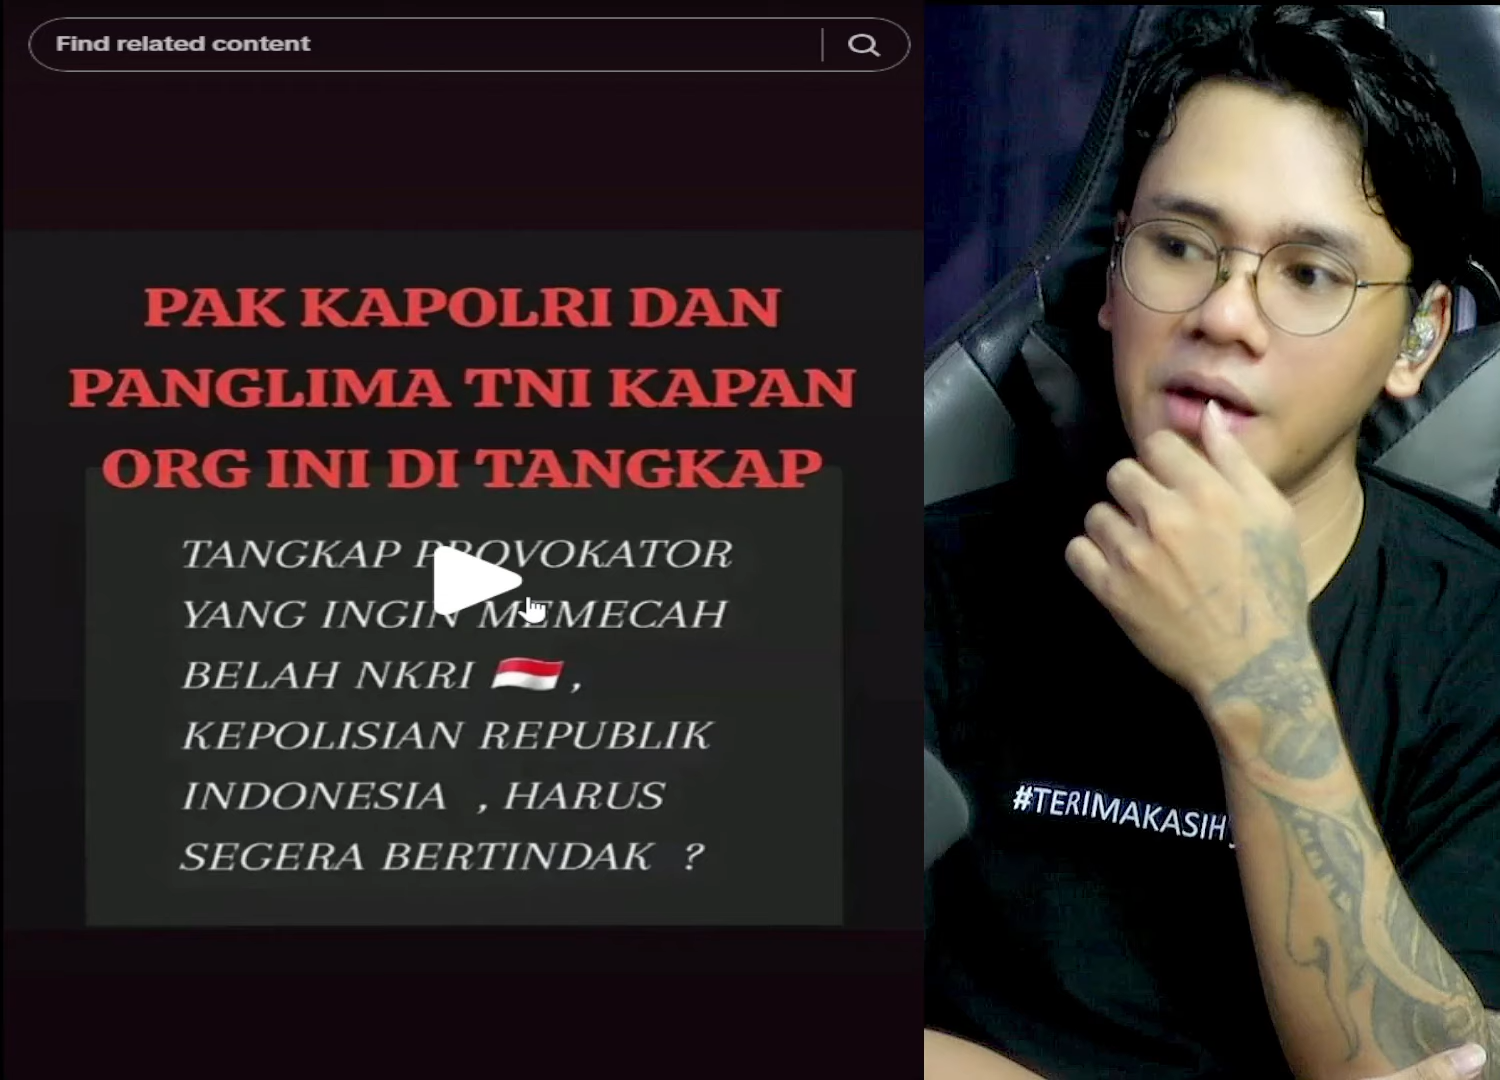 Find related content
PAK KAPOLRI DAN
PANGLIMA TNI KAPAN
ORG INI DI TANGKAP
TANGKAP PROVOKATOR
YANG INGIN MEMECAH
BELAH NKRI 🇮🇩 ,
KEPOLISIAN REPUBLIK
INDONESIA , HARUS
SEGERA BERTINDAK ?
#TERIMAKASIH